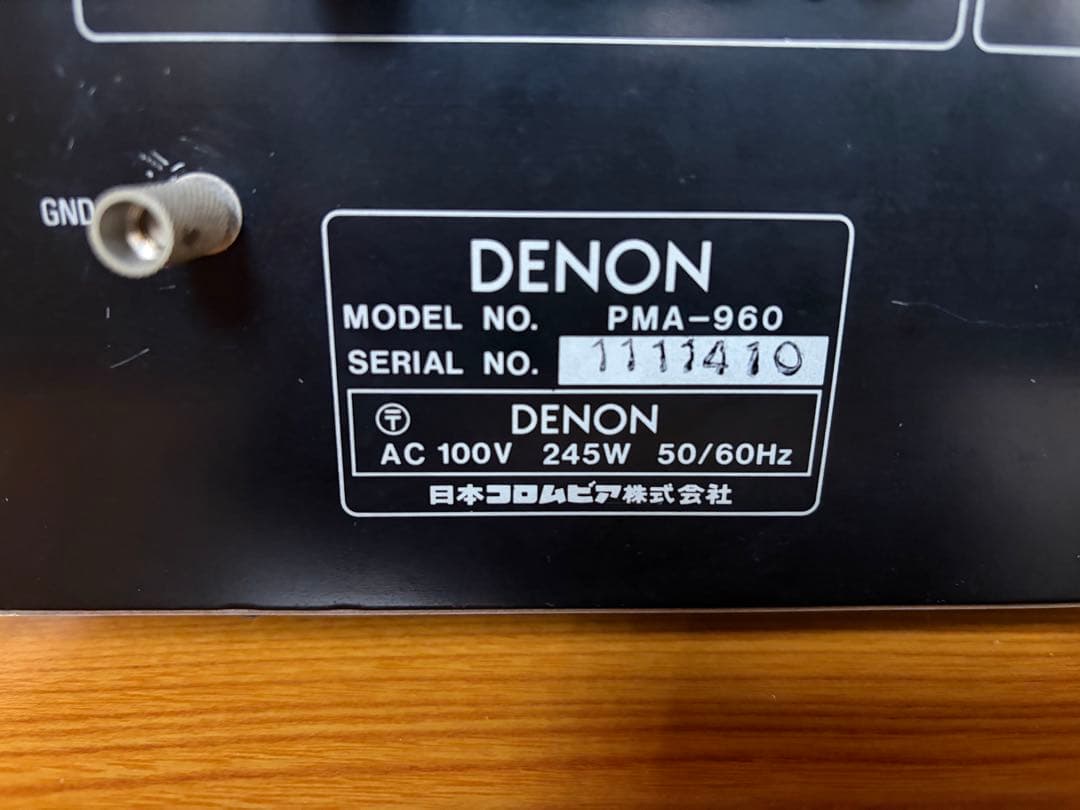 GND
DENON
MODEL NO. PMA-960
SERIAL NO. 1111410
〶 DENON
AC 100V 245W 50/60Hz
日本コロムビア株式会社